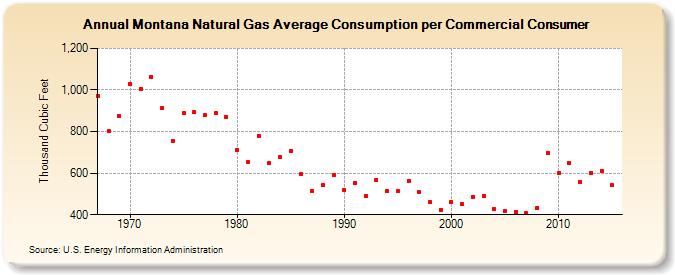 Annual Montana Natural Gas Average Consumption per Commercial Consumer
Thousand Cubic Feet
1,200
1,000
800
600
400
1970 1980 1990 2000 2010
Source: U.S. Energy Information Administration